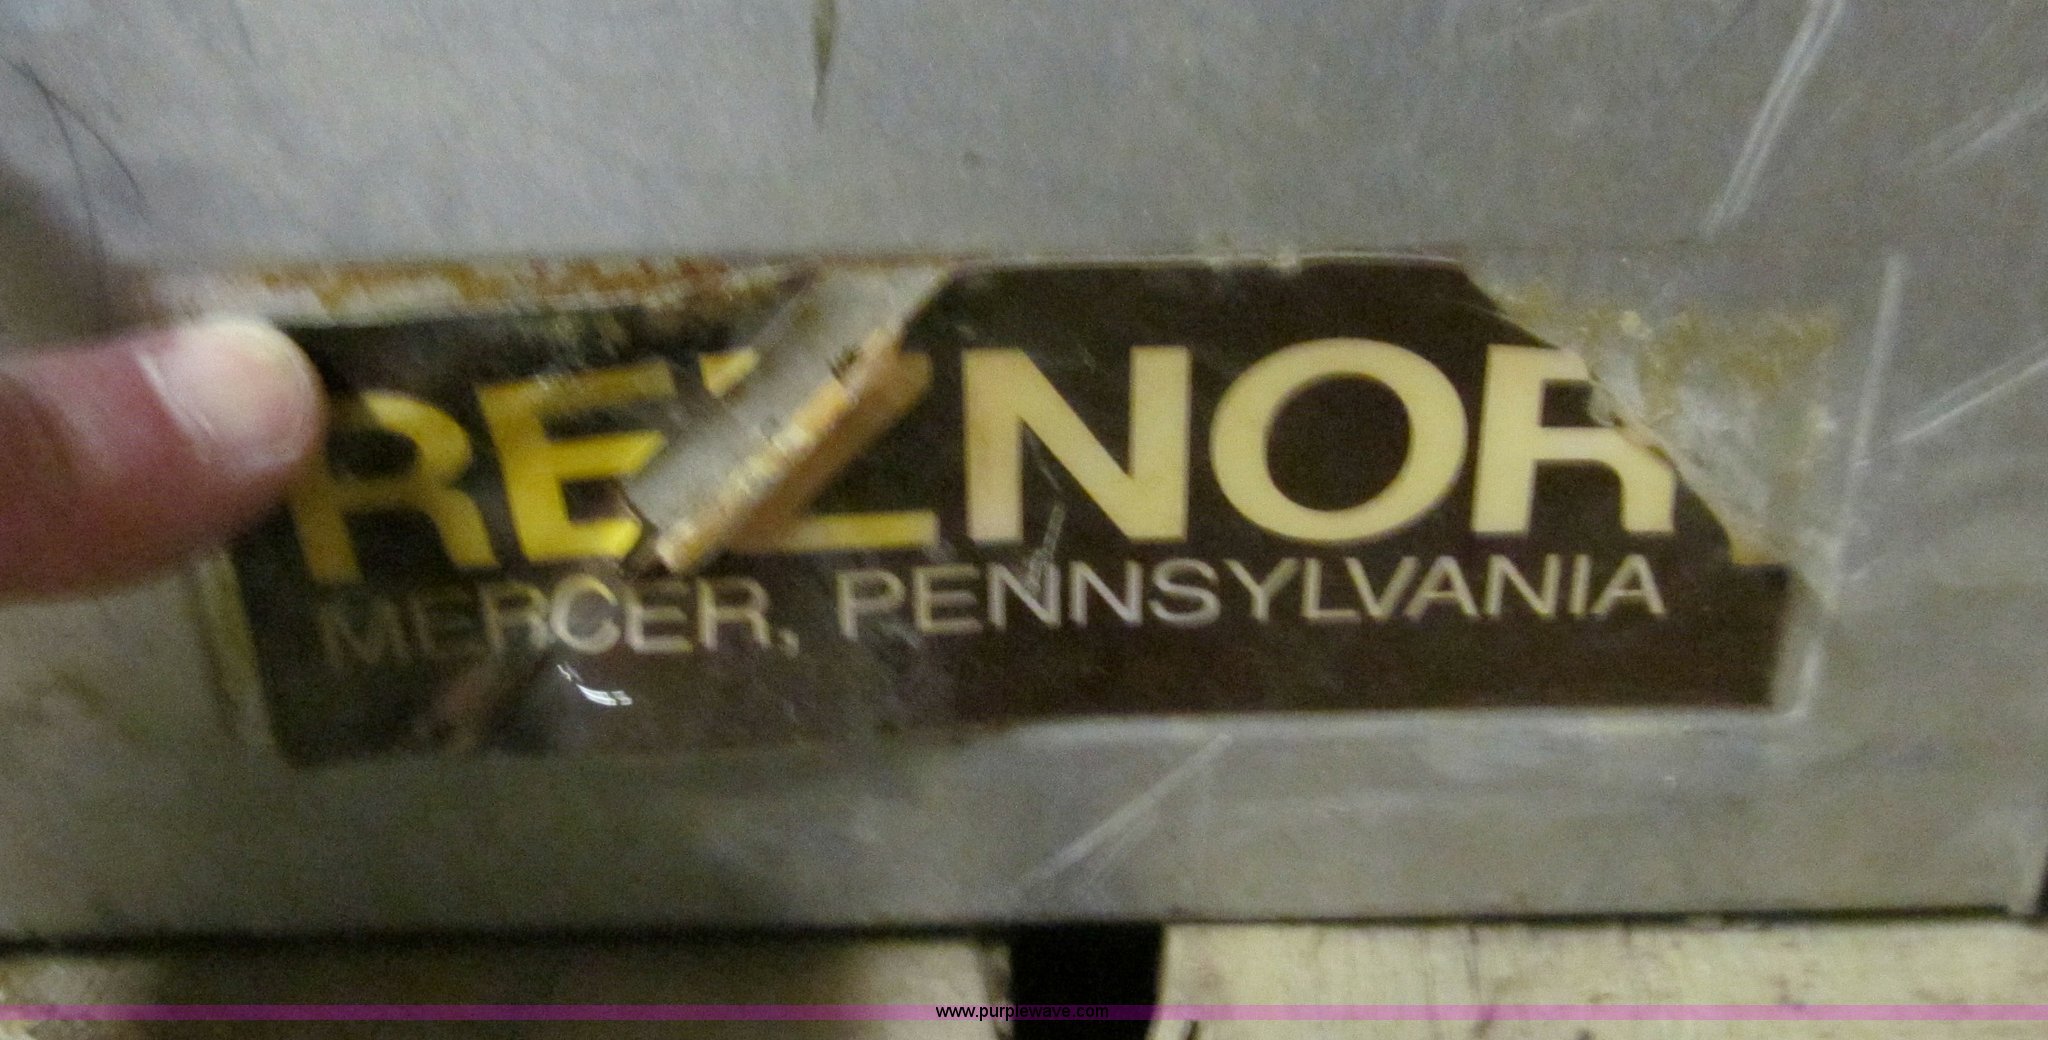 REZNOR
MERCER, PENNSYLVANIA
www.purplewave.com